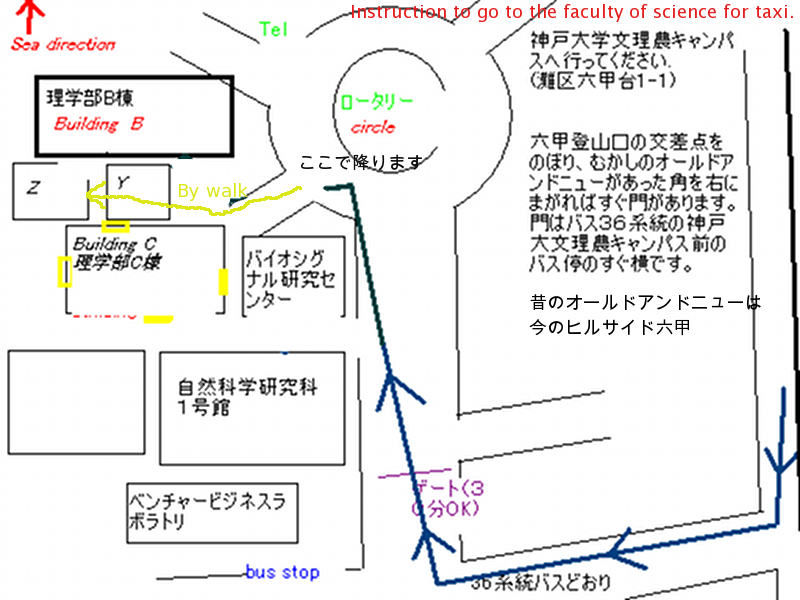 Instruction to go to the faculty of science for taxi.
Sea direction
Tel
神戸大学文理農キャンパ
スへ行ってください.
(灘区六甲台1-1)
理学部B棟
Building B
ロータリー
circle
ここで降ります
六甲登山口の交差点を
のぼり、むかしのオールドア
ンドニューがあった角を右に
まがればすぐ門があります。
門はバス36系統の神戸
大文理農キャンパス前の
バス停のすぐ横です。
Z
Y
By walk
Building C
理学部C棟
バイオシグ
ナル研究セ
ンター
昔のオールドアンドニューは
今のヒルサイド六甲
自然科学研究科
1号館
ゲート(3
0分OK)
ベンチャービジネスラ
ボラトリ
bus stop
36系統バスどおり